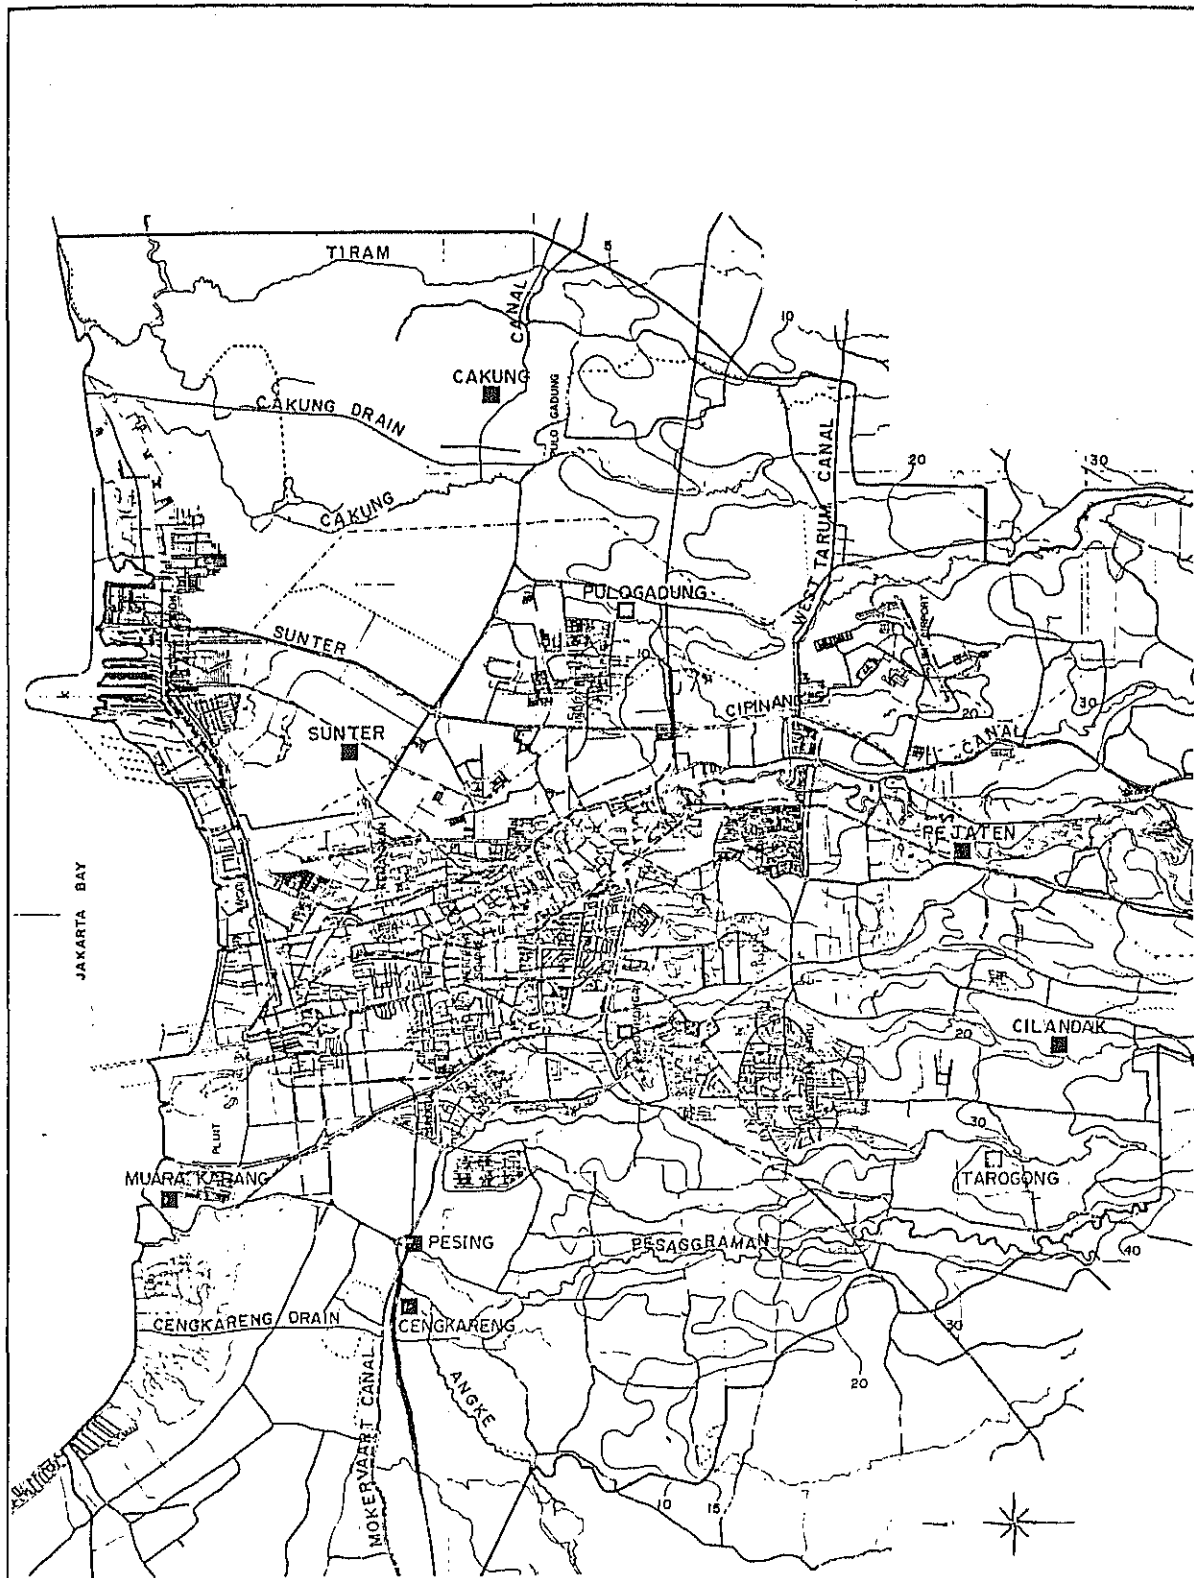 5
TIRAM
CANAL
10
CAKUNG
PULO GADUNG
CAKUNG DRAIN
WEST TARUM CANAL
20
30
CAKUNG
PULOGADUNG
SUNTER
10
CIPINANG
20
30
SUNTER
CANAL
PEJATEN
JAKARTA BAY
CILANDAK
20
PLUIT
30
MUARA KARANG
TAROGONG
PESING
PESAGGRAMAN
40
CENGKARENG DRAIN
CENGKARENG
30
MOKERVAART CANAL
ANGKE
20
10
15